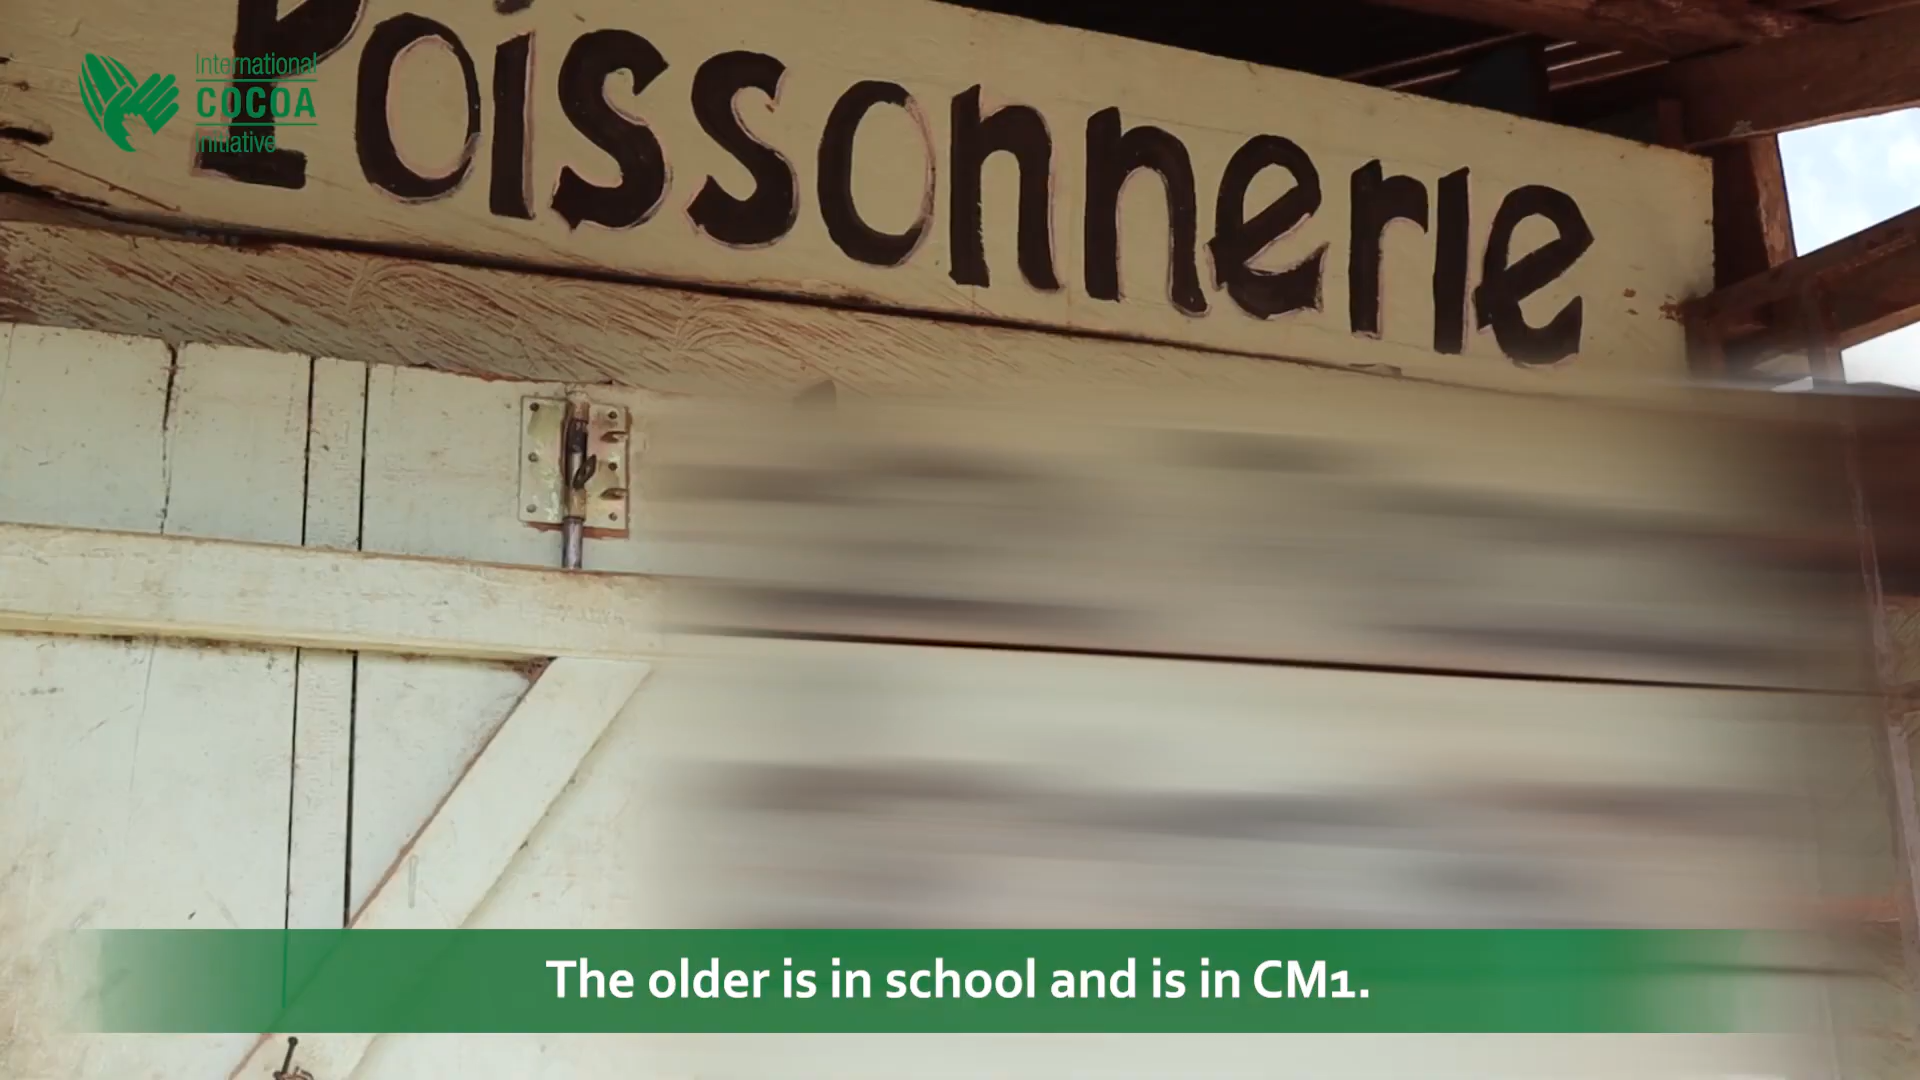 Poissonnerie
International
COCOA
Initiative
The older is in school and is in CM1.